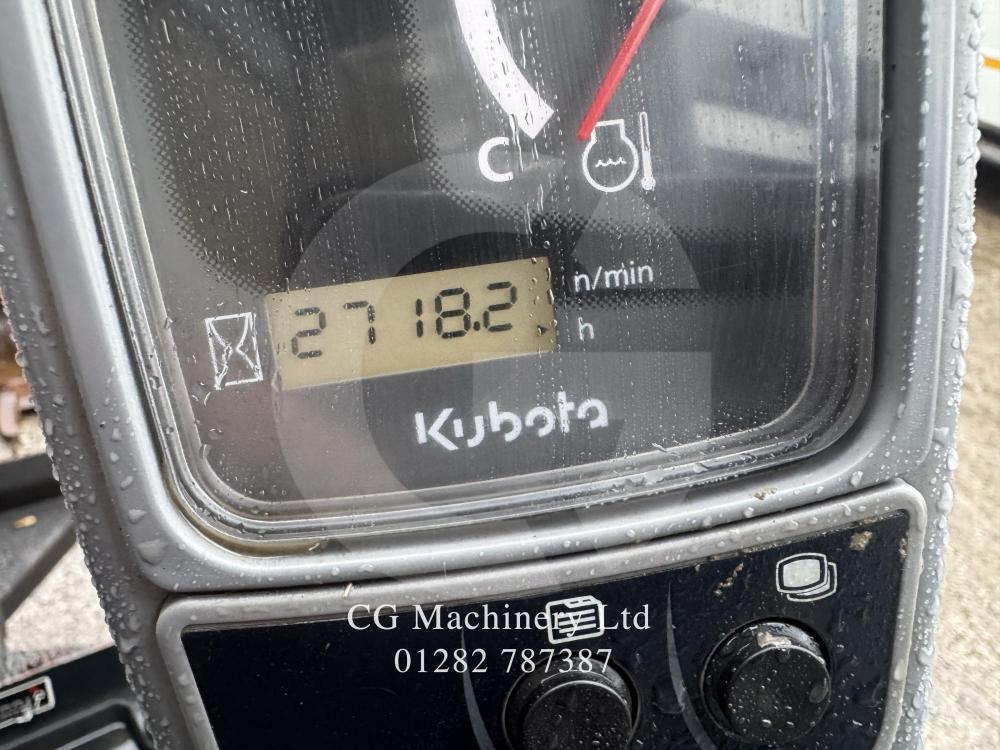 C
n/min
2718.2
h
Kubota
CG Machinery Ltd
01282 787387